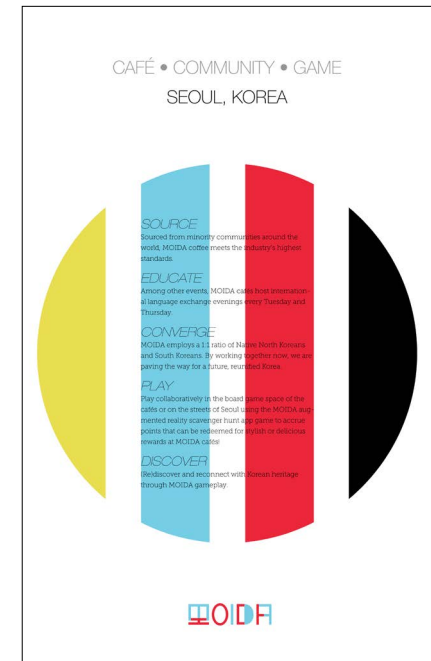 CAFÉ • COMMUNITY • GAME
SEOUL, KOREA
SOURCE
Sourced from minority communities around the
world, MOIDA coffee meets the industry's highest
standards.
EDUCATE
Among other events, MOIDA cafés host internation-
al language exchange evenings every Tuesday and
Thursday.
CONVERGE
MOIDA employs a 1:1 ratio of Native North Koreans
and South Koreans. By working together now, we are
paving the way for a future, reunified Korea.
PLAY
Play collaboratively in the board game space of the
cafés or on the streets of Seoul using the MOIDA aug-
mented reality scavenger hunt app game to accrue
points that can be redeemed for stylish or delicious
rewards at MOIDA cafés!
DISCOVER
(Re)discover and reconnect with Korean heritage
through MOIDA gameplay.
MOIDA